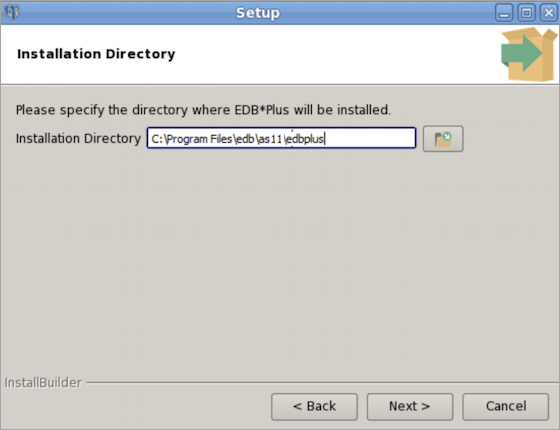 Setup
Installation Directory
Please specify the directory where EDB*Plus will be installed.
Installation Directory C:\Program Files\edb\as11\edbplus
InstallBuilder
< Back Next > Cancel